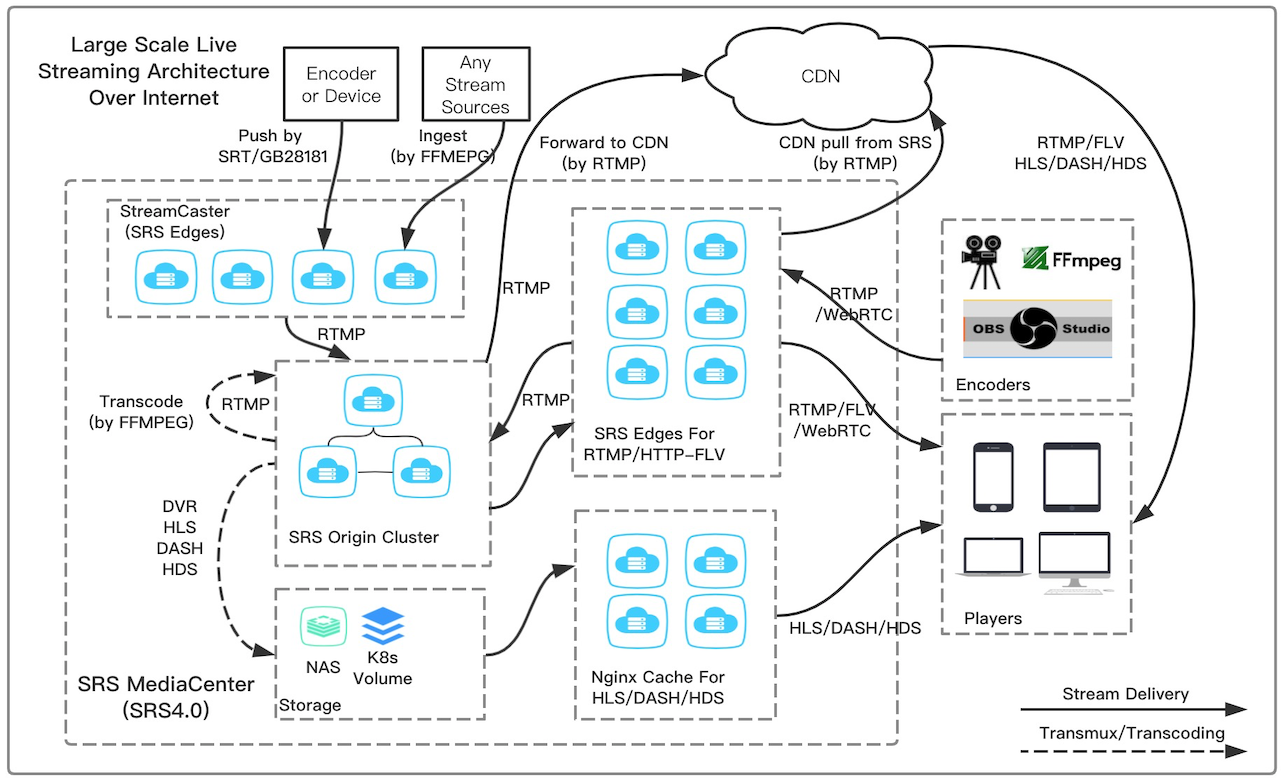 Large Scale Live
Streaming Architecture
Over Internet
Encoder
or Device
Any
Stream
Sources
CDN
Push by
SRT/GB28181
Ingest
(by FFMEPG)
Forward to CDN
(by RTMP)
CDN pull from SRS
(by RTMP)
RTMP/FLV
HLS/DASH/HDS
StreamCaster
(SRS Edges)
RTMP
RTMP
RTMP
/WebRTC
FFmpeg
OBS Studio
Encoders
Transcode
(by FFMPEG)
RTMP
RTMP
SRS Edges For
RTMP/HTTP-FLV
RTMP/FLV
/WebRTC
SRS Origin Cluster
DVR
HLS
DASH
HDS
Players
NAS
K8s
Volume
Storage
Nginx Cache For
HLS/DASH/HDS
HLS/DASH/HDS
SRS MediaCenter
(SRS4.0)
Stream Delivery
Transmux/Transcoding